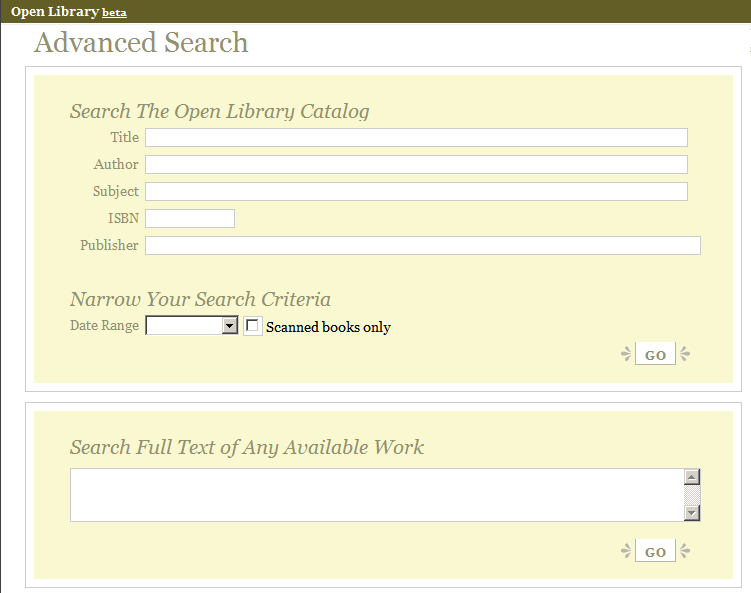 Open Library beta
Advanced Search
Search The Open Library Catalog
Title
Author
Subject
ISBN
Publisher
Narrow Your Search Criteria
Date Range Scanned books only
GO
Search Full Text of Any Available Work
GO